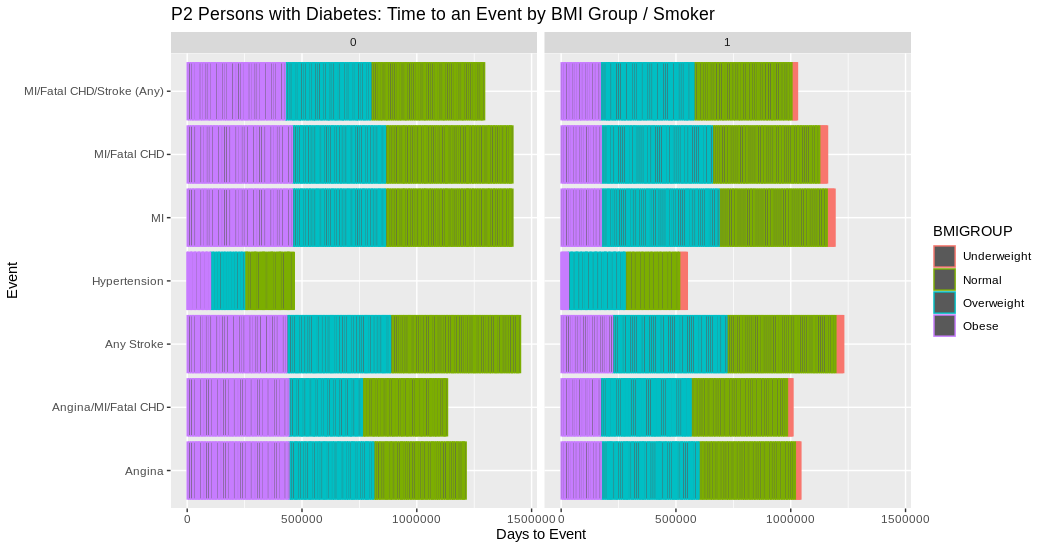 P2 Persons with Diabetes: Time to an Event by BMI Group / Smoker
0
1
MI/Fatal CHD/Stroke (Any)
MI/Fatal CHD
MI
Hypertension
Any Stroke
Angina/MI/Fatal CHD
Angina
Event
0
500000
1000000
1500000
0
500000
1000000
1500000
Days to Event
BMIGROUP
Underweight
Normal
Overweight
Obese